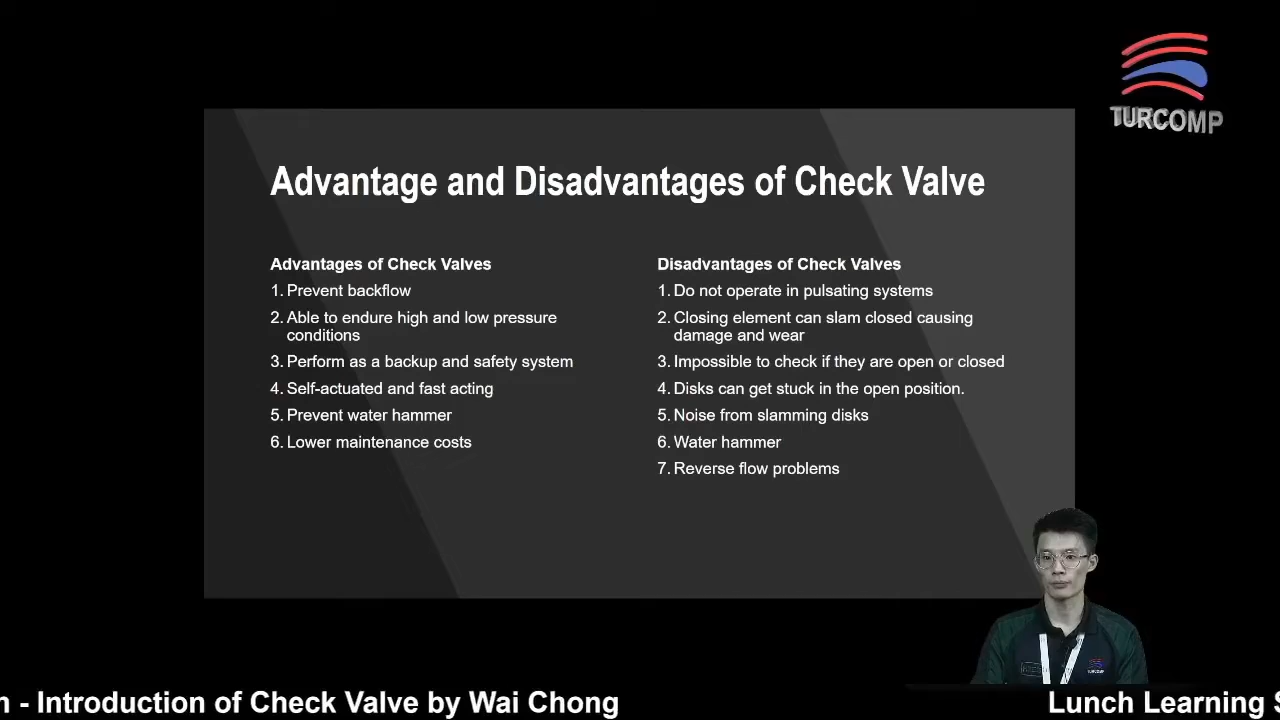 TURCOMP
Advantage and Disadvantages of Check Valve
Advantages of Check Valves
1. Prevent backflow
2. Able to endure high and low pressure
conditions
3. Perform as a backup and safety system
4. Self-actuated and fast acting
5. Prevent water hammer
6. Lower maintenance costs
Disadvantages of Check Valves
1. Do not operate in pulsating systems
2. Closing element can slam closed causing
damage and wear
3. Impossible to check if they are open or closed
4. Disks can get stuck in the open position.
5. Noise from slamming disks
6. Water hammer
7. Reverse flow problems
TURCOMP
n - Introduction of Check Valve by Wai Chong
Lunch Learning S